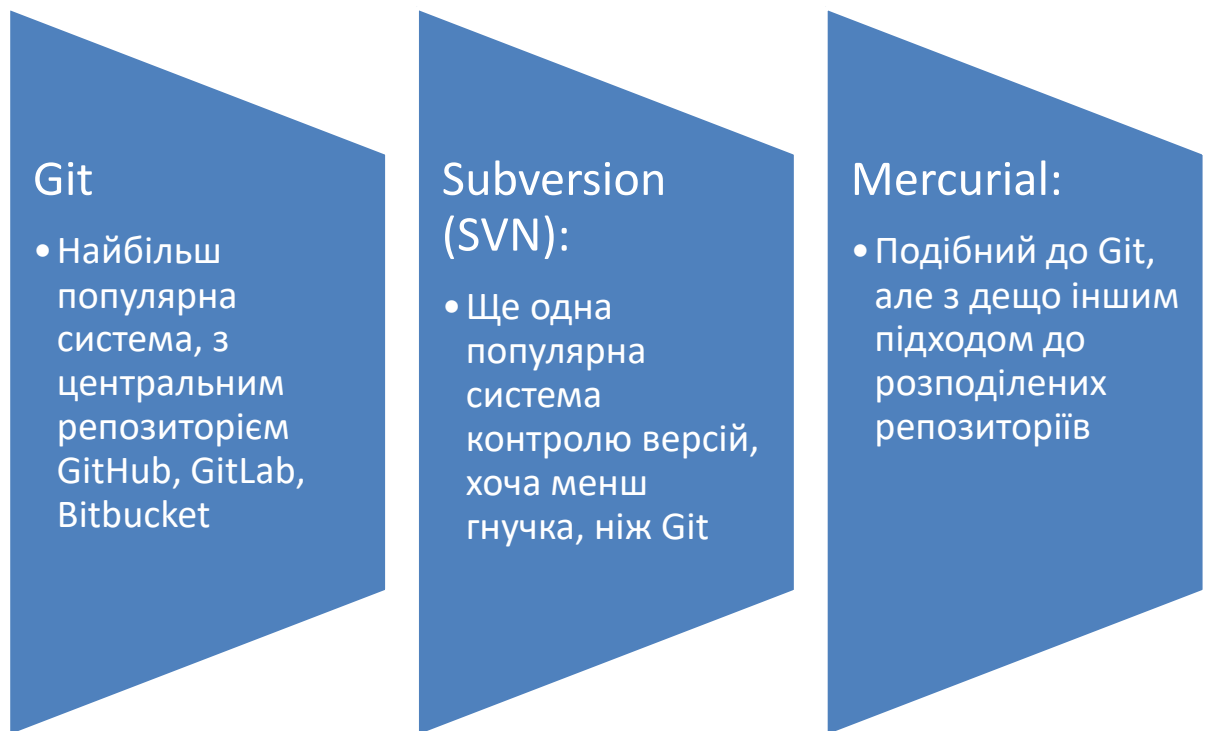 Git
•Найбільш
популярна
система, з
центральним
репозиторієм
GitHub, GitLab,
Bitbucket
Subversion
(SVN):
•Ще одна
популярна
система
контролю версій,
хоча менш
гнучка, ніж Git
Mercurial:
•Подібний до Git,
але з дещо іншим
підходом до
розподілених
репозиторіїв